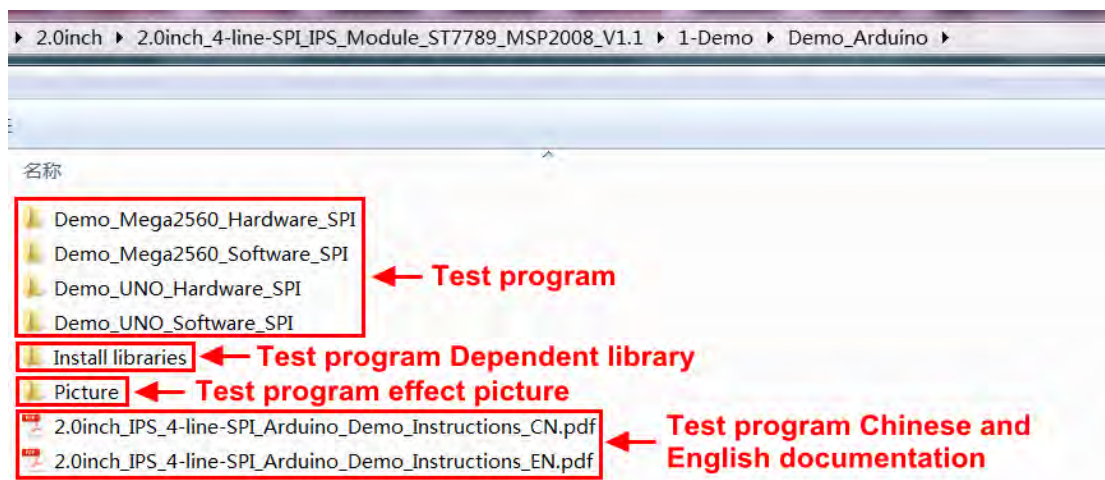 ▸ 2.0inch ▸ 2.0inch_4-line-SPI_IPS_Module_ST7789_MSP2008_V1.1 ▸ 1-Demo ▸ Demo_Arduino ▸
名称
Demo_Mega2560_Hardware_SPI
Demo_Mega2560_Software_SPI
Demo_UNO_Hardware_SPI
Demo_UNO_Software_SPI
Test program
Install libraries
Test program Dependent library
Picture
Test program effect picture
2.0inch_IPS_4-line-SPI_Arduino_Demo_Instructions_CN.pdf
2.0inch_IPS_4-line-SPI_Arduino_Demo_Instructions_EN.pdf
Test program Chinese and
English documentation